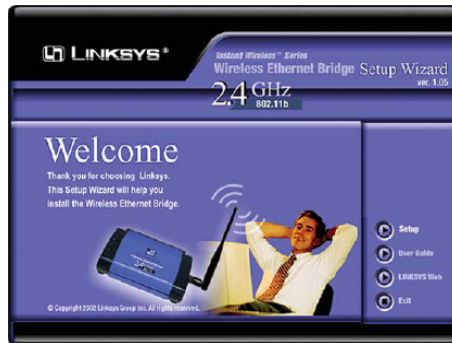 LINKSYS®
Instant Wireless™ Series
Wireless Ethernet Bridge Setup Wizard
ver. 1.05
2.4 GHz
802.11b
Welcome
Thank you for choosing Linksys.
This Setup Wizard will help you
install the Wireless Ethernet Bridge.
Setup
User Guide
LINKSYS Web
Exit
© Copyright 2002 Linksys Group Inc. All rights reserved.